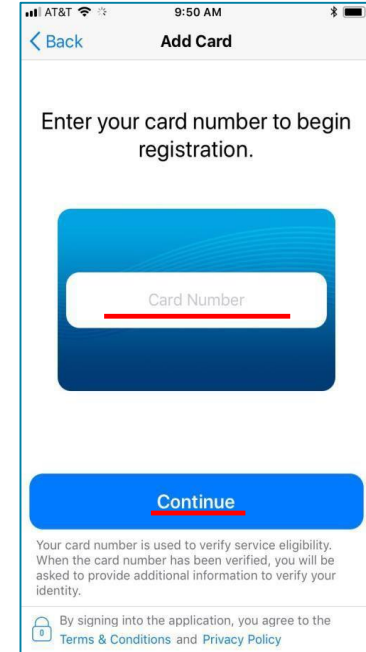 AT&T 9:50 AM
Back Add Card
Enter your card number to begin
registration.
Card Number
Continue
Your card number is used to verify service eligibility.
When the card number has been verified, you will be
asked to provide additional information to verify your
identity.
By signing into the application, you agree to the
Terms & Conditions and Privacy Policy